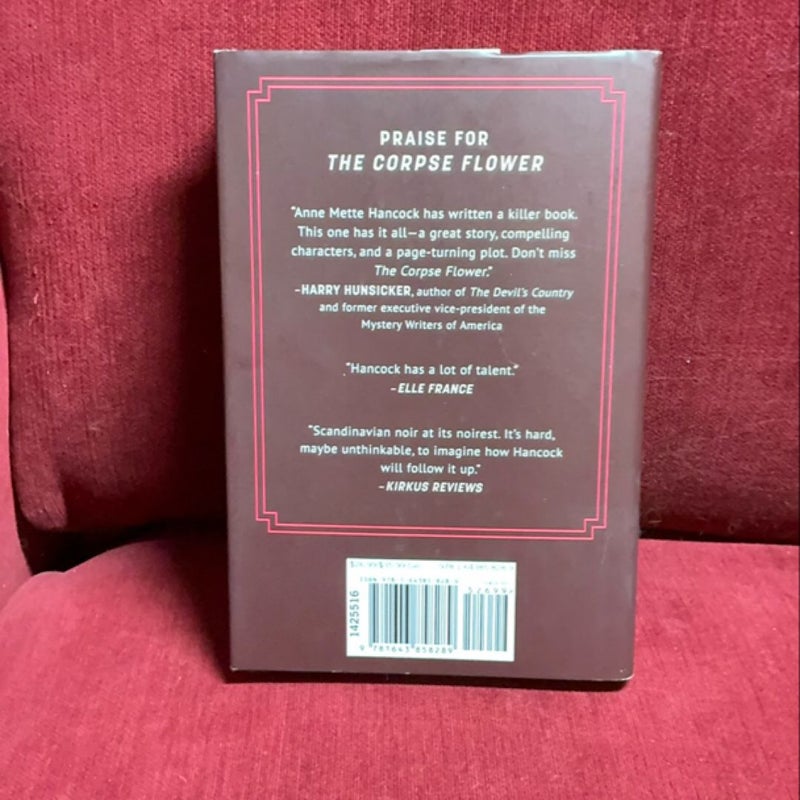 PRAISE FOR
THE CORPSE FLOWER
“Anne Mette Hancock has written a killer book.
This one has it all—a great story, compelling
characters, and a page-turning plot. Don’t miss
The Corpse Flower.”
–HARRY HUNSICKER, author of The Devil’s Country
and former executive vice-president of the
Mystery Writers of America
“Hancock has a lot of talent.”
–ELLE FRANCE
“Scandinavian noir at its noirest. It’s hard,
maybe unthinkable, to imagine how Hancock
will follow it up.”
–KIRKUS REVIEWS
52699
1425516
9 781643 858289